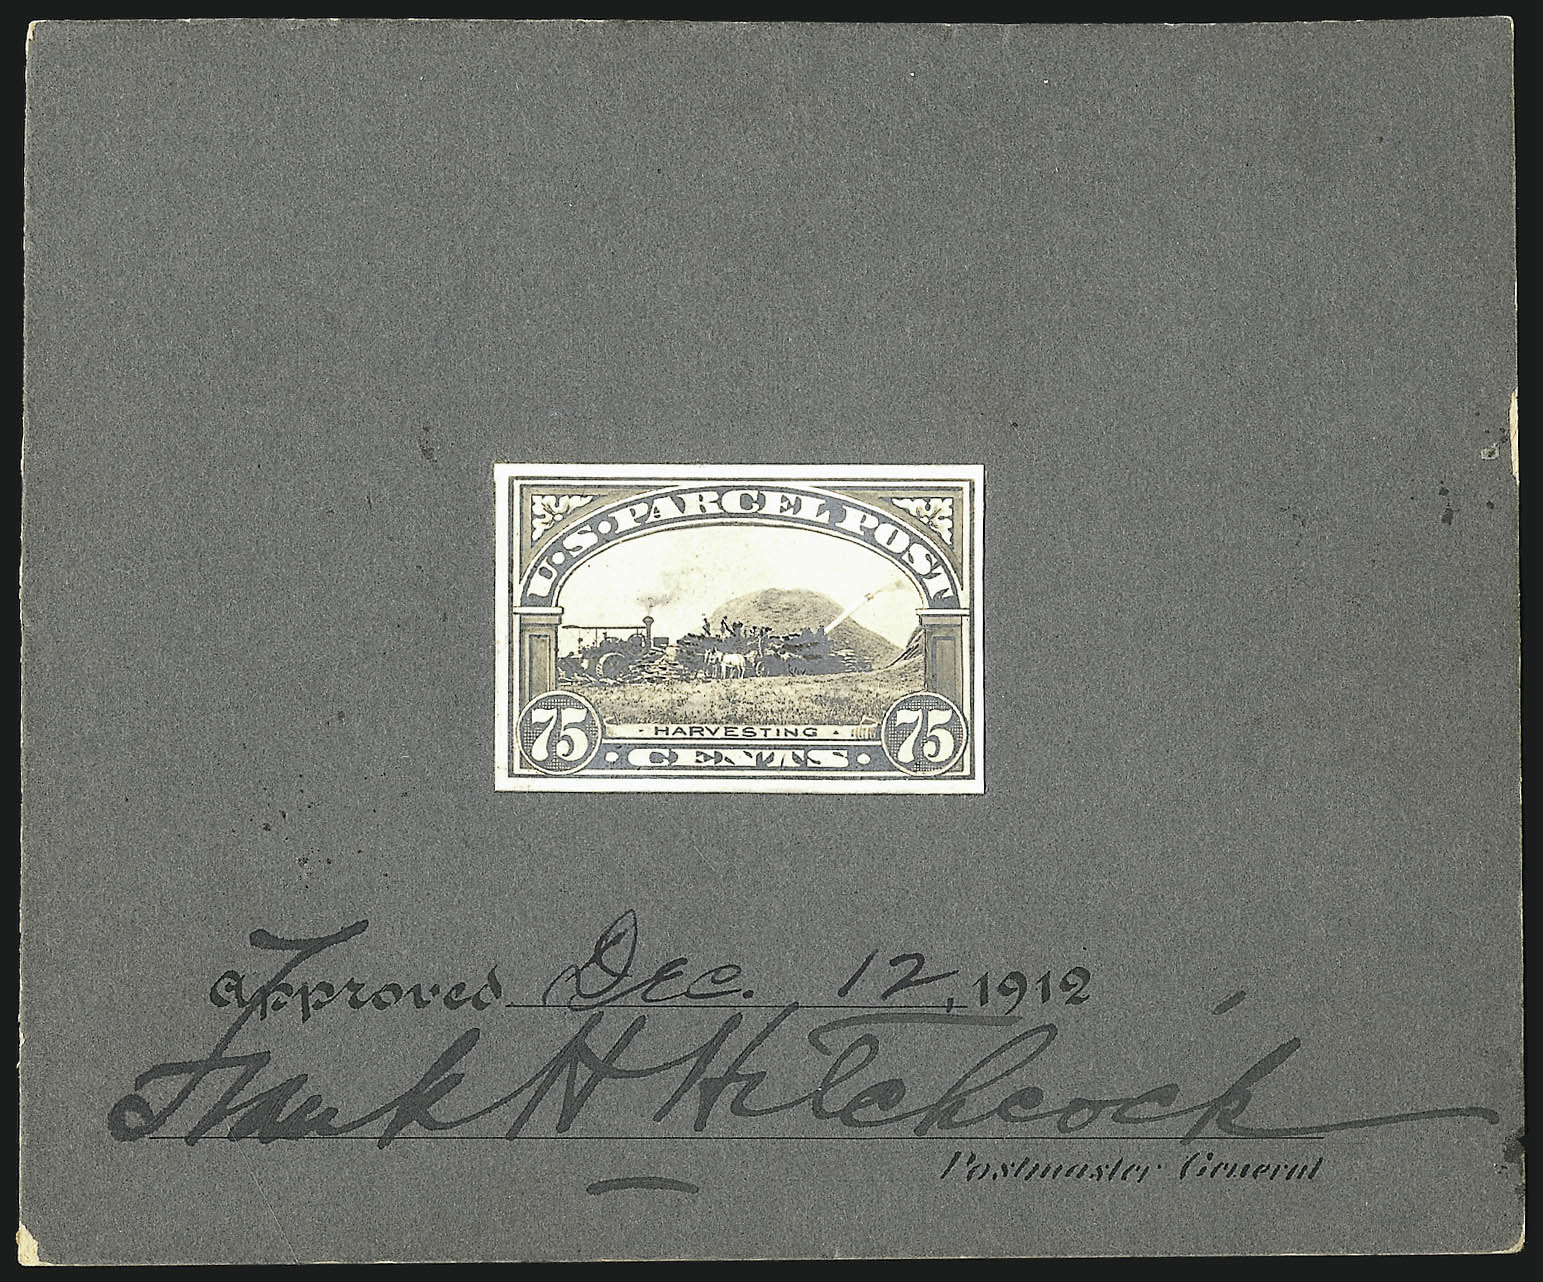 U.S. PARCEL POST
75 · HARVESTING · 75
· CENTS ·
approved Dec. 12, 1912
Frank H Hitchcock
Postmaster General